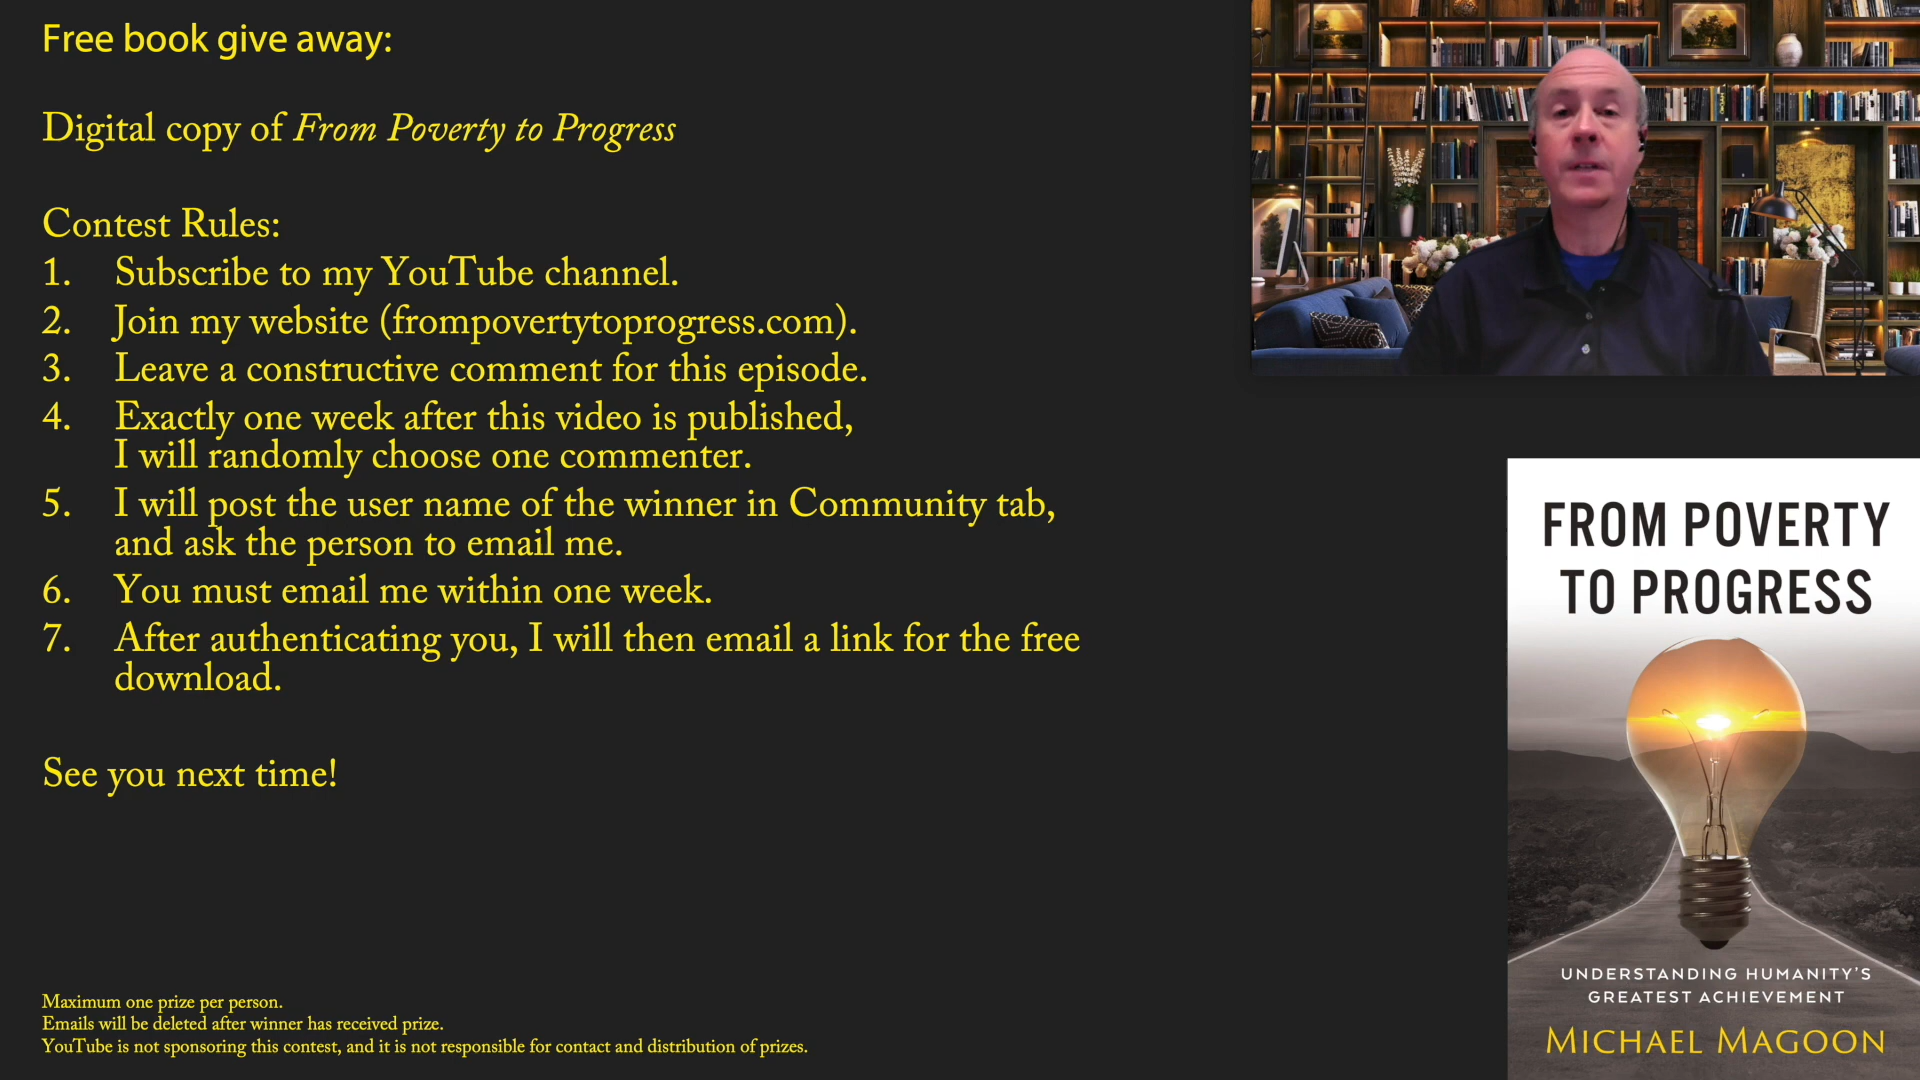 Free book give away:
Digital copy of From Poverty to Progress
Contest Rules:
1. Subscribe to my YouTube channel.
2. Join my website (frompovertytoprogress.com).
3. Leave a constructive comment for this episode.
4. Exactly one week after this video is published,
I will randomly choose one commenter.
5. I will post the user name of the winner in Community tab,
and ask the person to email me.
6. You must email me within one week.
7. After authenticating you, I will then email a link for the free
download.
See you next time!
Maximum one prize per person.
Emails will be deleted after winner has received prize.
YouTube is not sponsoring this contest, and it is not responsible for contact and distribution of prizes.
FROM POVERTY
TO PROGRESS
UNDERSTANDING HUMANITY'S
GREATEST ACHIEVEMENT
MICHAEL MAGOON